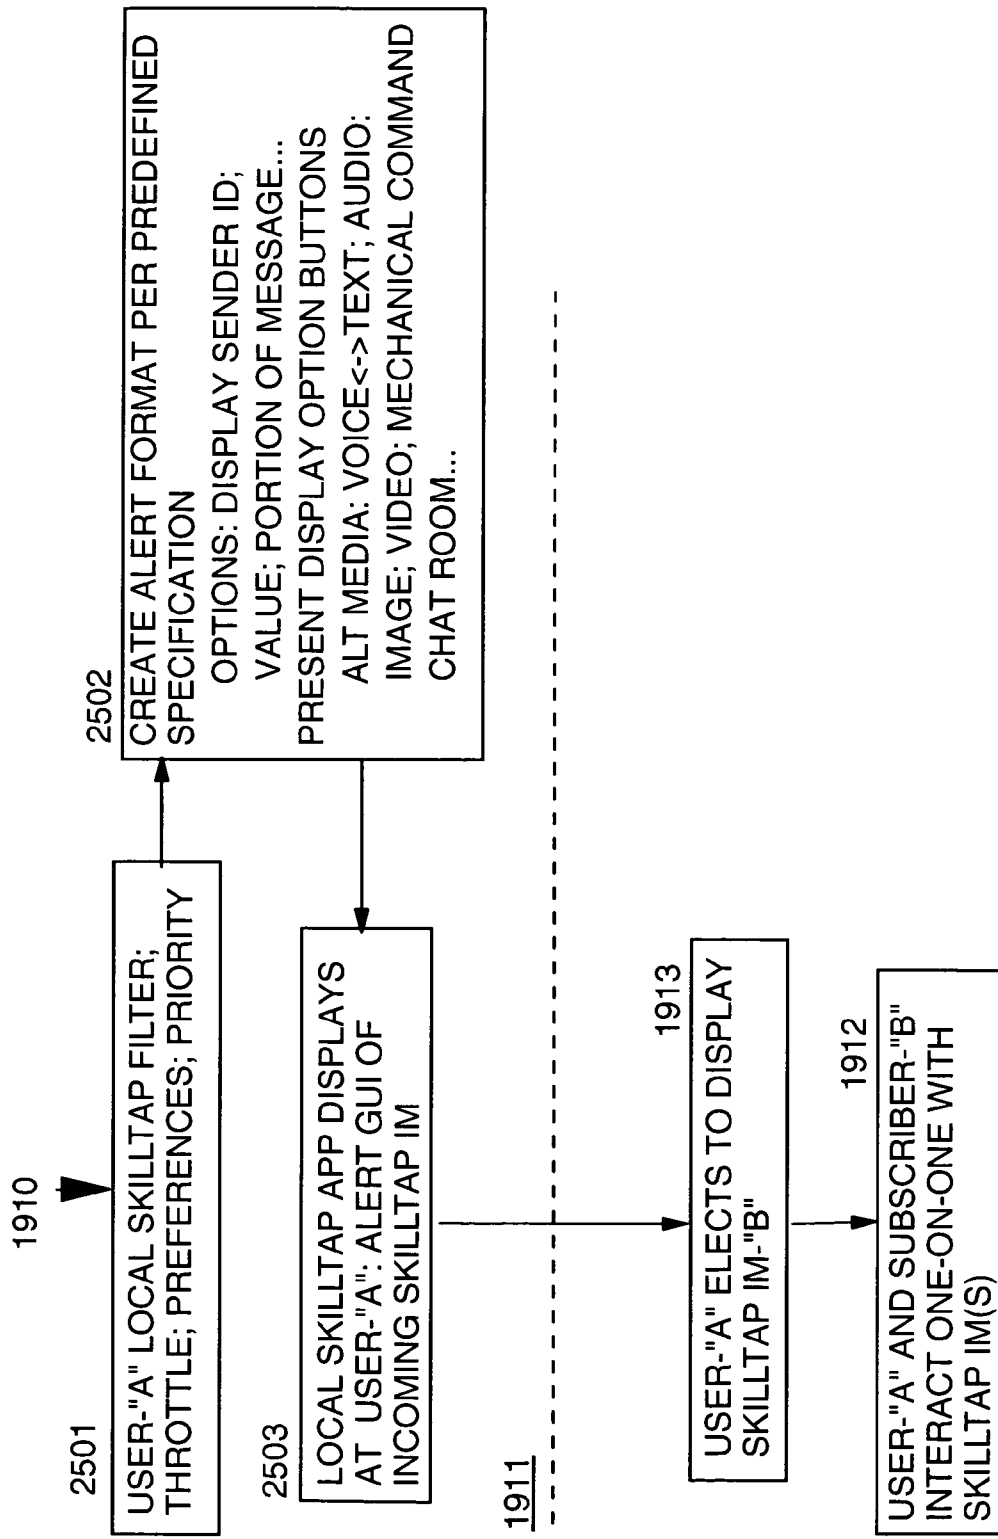 1910
2501
USER-"A" LOCAL SKILLTAP FILTER;
THROTTLE; PREFERENCES; PRIORITY
2502
CREATE ALERT FORMAT PER PREDEFINED
SPECIFICATION
OPTIONS: DISPLAY SENDER ID;
VALUE; PORTION OF MESSAGE...
PRESENT DISPLAY OPTION BUTTONS
ALT MEDIA: VOICE<->TEXT; AUDIO:
IMAGE; VIDEO; MECHANICAL COMMAND
CHAT ROOM...
2503
LOCAL SKILLTAP APP DISPLAYS
AT USER-"A": ALERT GUI OF
INCOMING SKILLTAP IM
1911
1913
USER-"A" ELECTS TO DISPLAY
SKILLTAP IM-"B"
1912
USER-"A" AND SUBSCRIBER-"B"
INTERACT ONE-ON-ONE WITH
SKILLTAP IM(S)